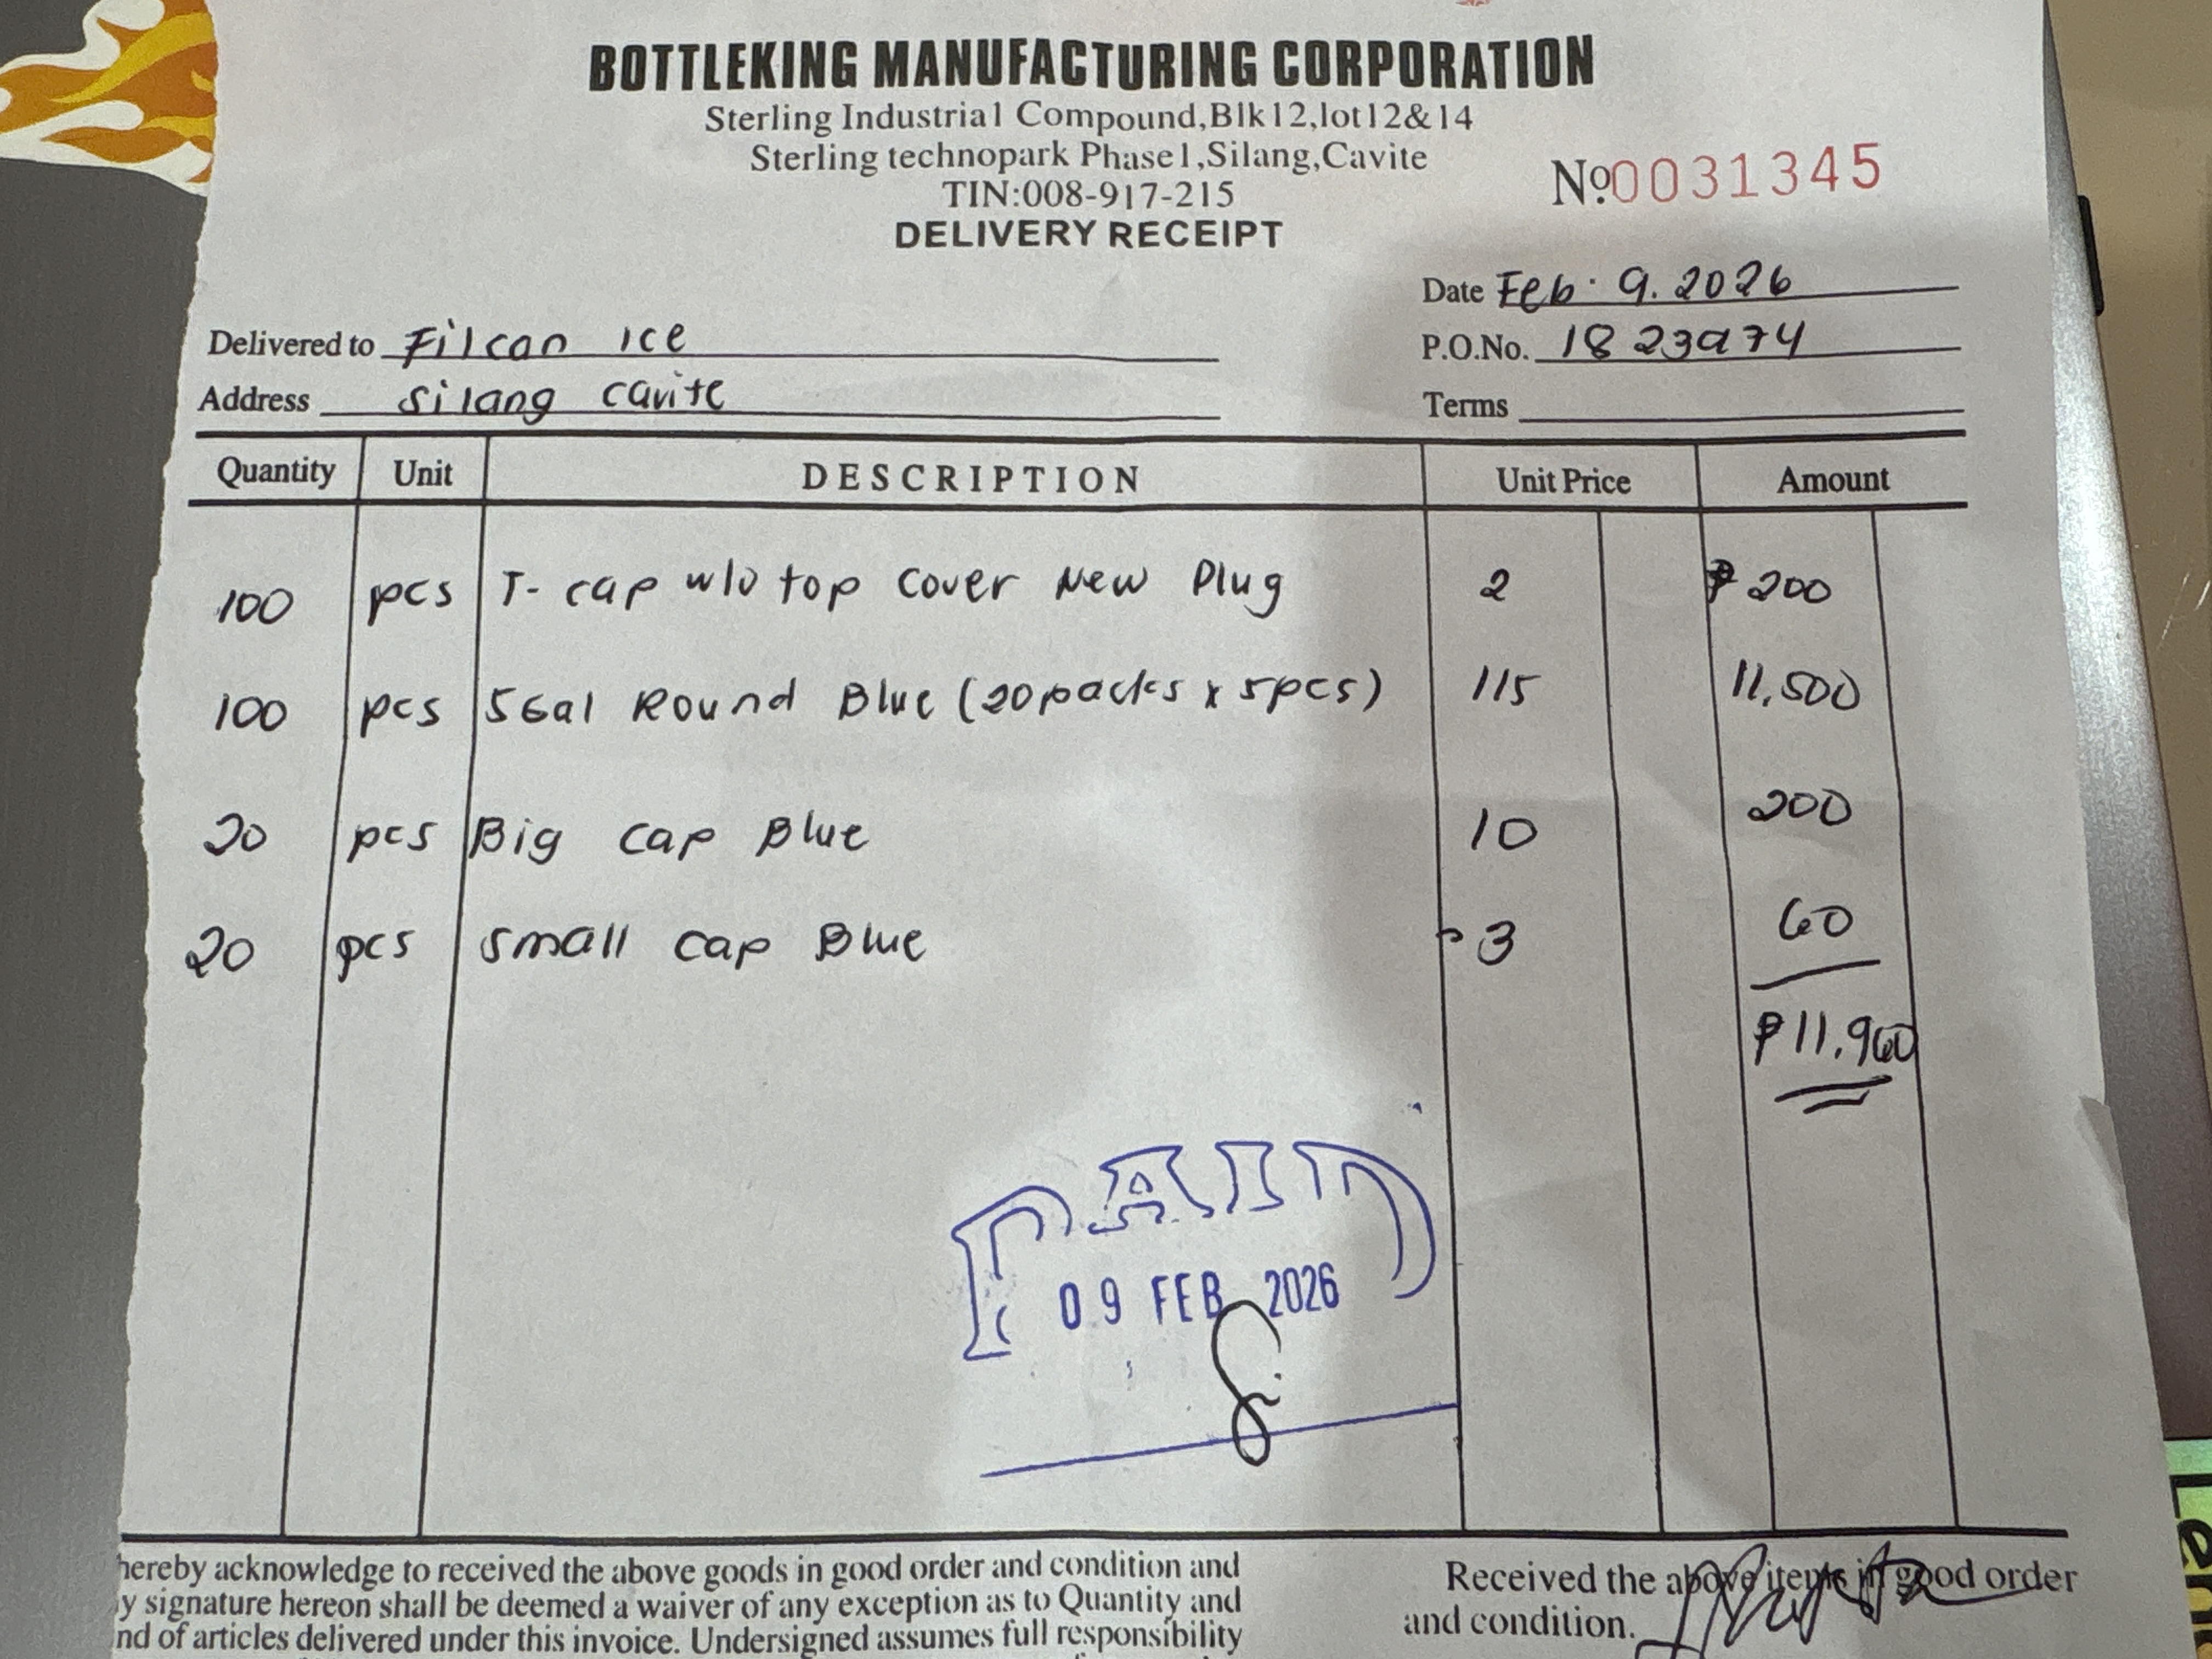 BOTTLEKING MANUFACTURING CORPORATION
Sterling Industrial Compound,Blk12,lot12&14
Sterling technopark Phase1,Silang,Cavite
TIN:008-917-215
№0031345
DELIVERY RECEIPT
Date Feb. 9. 2026
Delivered to Filcan Ice
P.O.No. 1823974
Address Silang Cavite
Terms
Quantity Unit DESCRIPTION Unit Price Amount
100 pcs T-cap w/o top cover New Plug 2 ₱200
100 pcs 5Gal Round Blue (20packs x 5pcs) 115 11,500
20 pcs Big cap Blue 10 200
20 pcs small cap Blue 3 60
₱11,960
PAID
09 FEB 2026
hereby acknowledge to received the above goods in good order and condition and
y signature hereon shall be deemed a waiver of any exception as to Quantity and
nd of articles delivered under this invoice. Undersigned assumes full responsibility
Received the above items in good order
and condition.